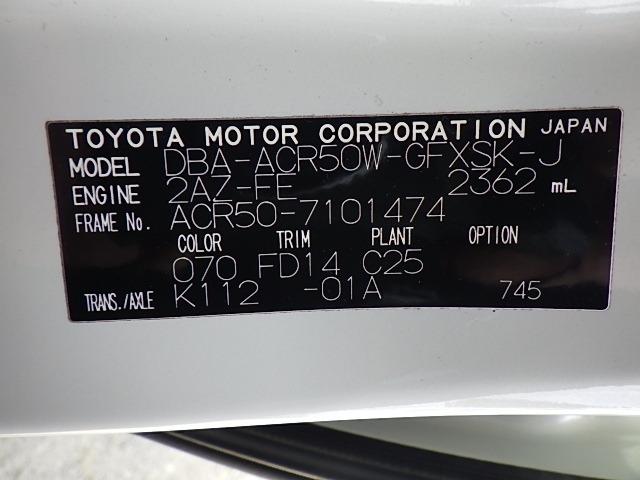 TOYOTA MOTOR CORPORATION JAPAN
MODEL DBA-ACR50W-GFXSK-J
ENGINE 2AZ-FE 2362 mL
FRAME No. ACR50-7101474
COLOR TRIM PLANT OPTION
070 FD14 C25
TRANS./AXLE K112 -01A 745